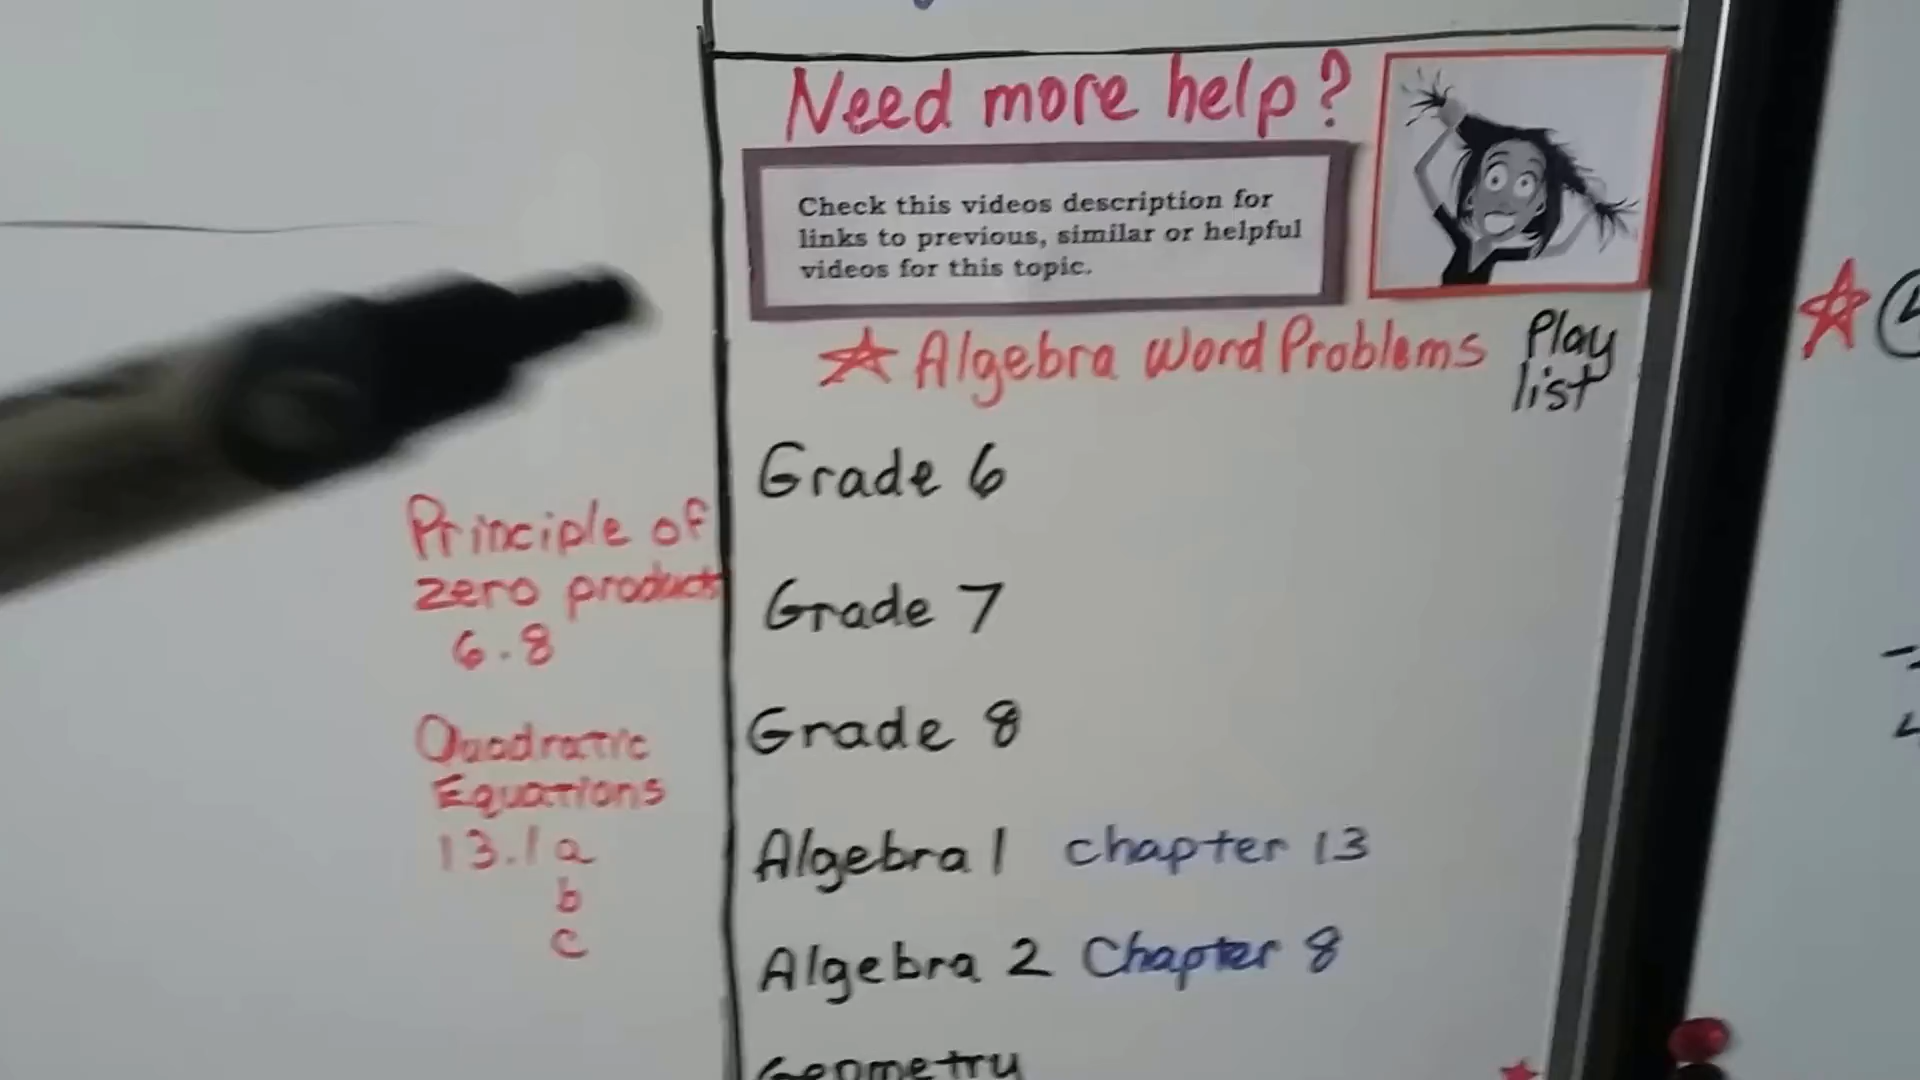 Need more help?
Check this videos description for
links to previous, similar or helpful
videos for this topic.
Algebra Word Problems
Play
list
Grade 6
Grade 7
Grade 8
Algebra 1 chapter 13
Algebra 2 Chapter 8
Geometry
Principle of
zero products
6.8
Quadratic
Equations
13.1a
b
c